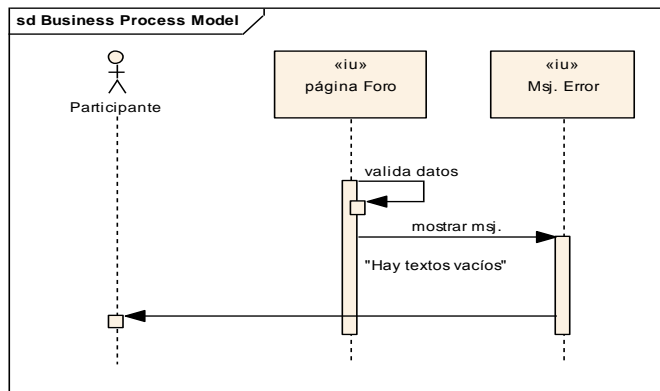 sd Business Process Model
«iu»
página Foro
«iu»
Msj. Error
Participante
valida datos
mostrar msj.
"Hay textos vacíos"